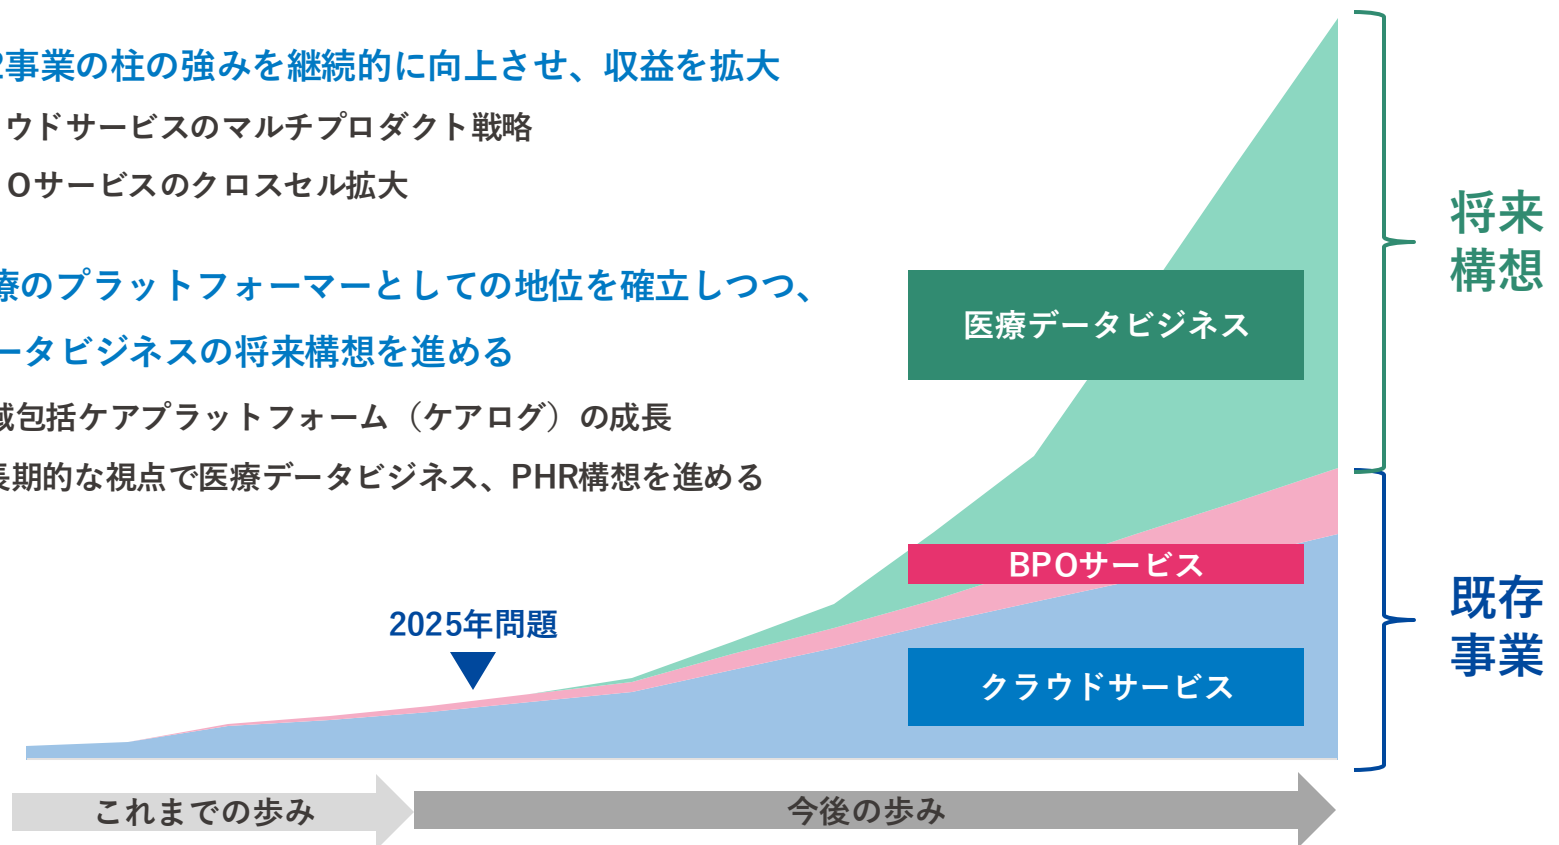 2事業の柱の強みを継続的に向上させ、収益を拡大
ウドサービスのマルチプロダクト戦略
Oサービスのクロスセル拡大
療のプラットフォーマーとしての地位を確立しつつ、
ータビジネスの将来構想を進める
域包括ケアプラットフォーム（ケアログ）の成長
長期的な視点で医療データビジネス、PHR構想を進める
2025年問題
医療データビジネス
BPOサービス
クラウドサービス
将来
構想
既存
事業
これまでの歩み
今後の歩み